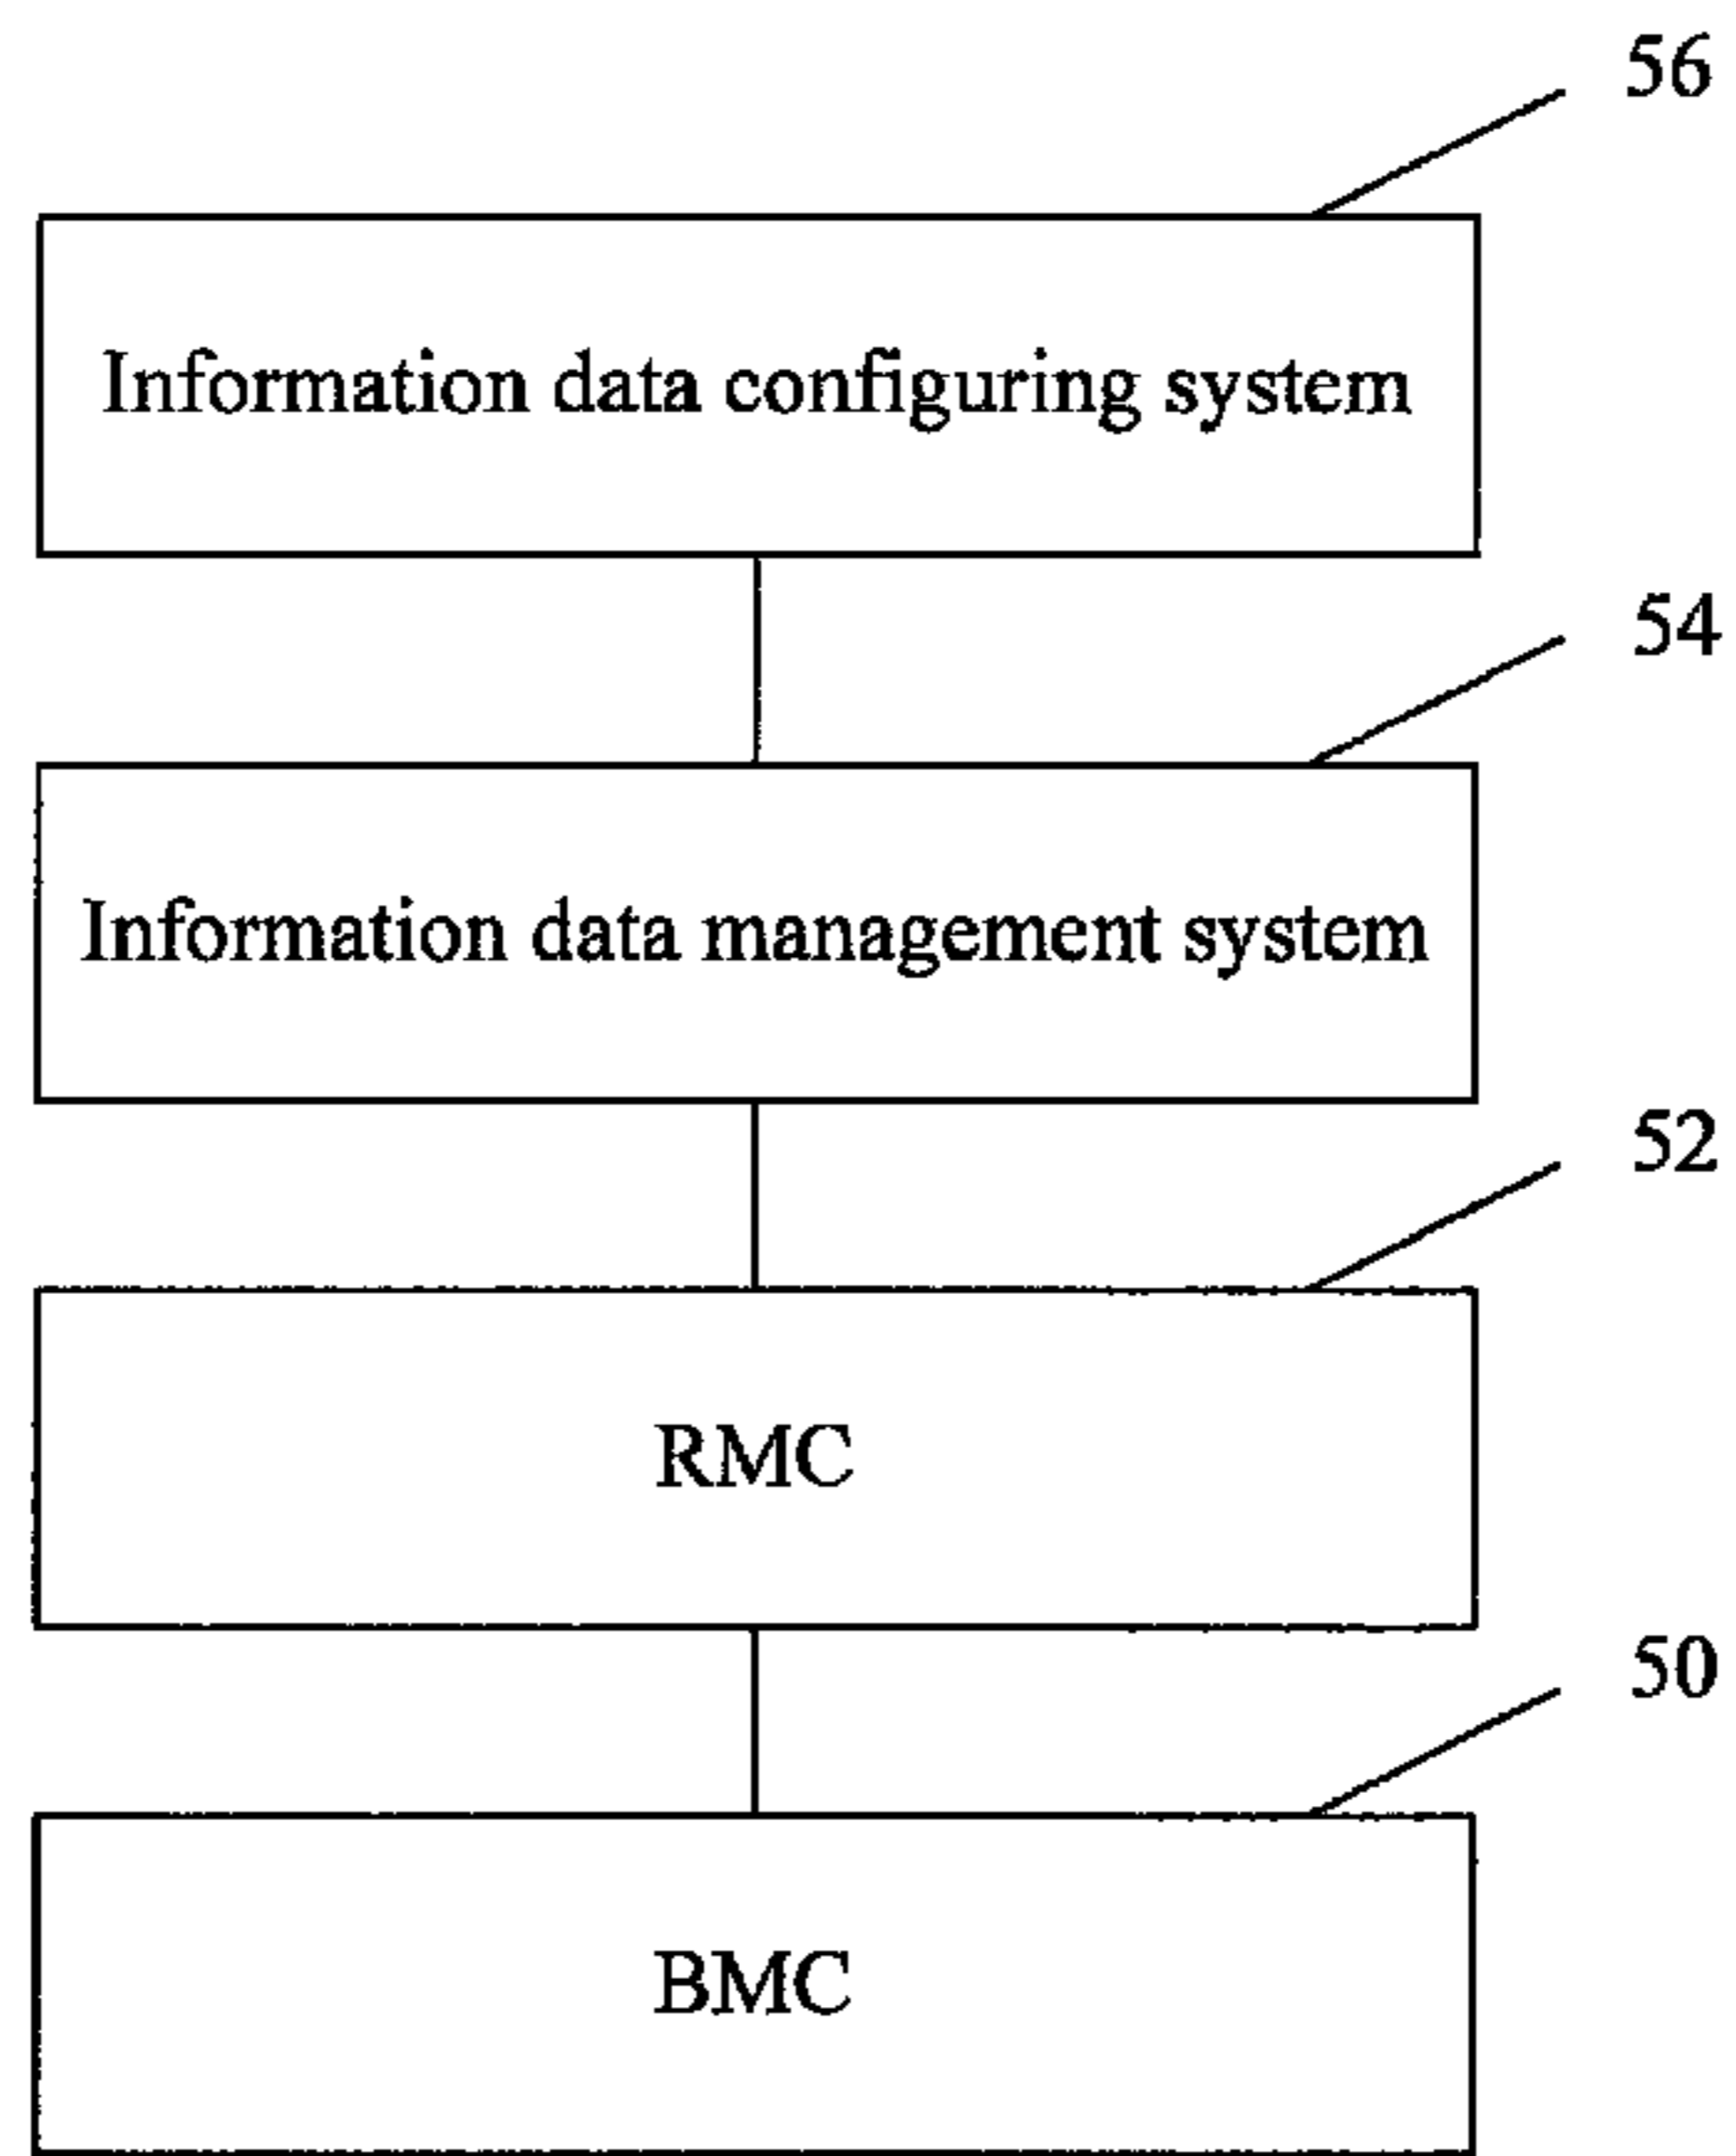 56
Information data configuring system
54
Information data management system
52
RMC
50
BMC